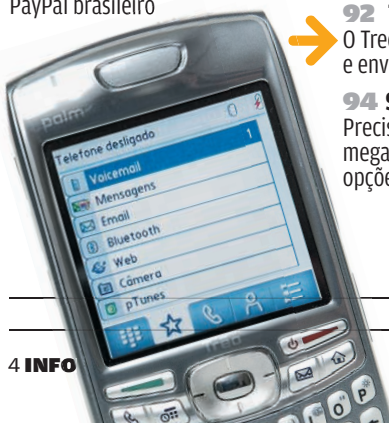 PayPal brasileiro
92
O Treo
e env
94 S
Precis
mega
opçõe
palm
Telefone desligado
Voicemail 1
Mensagens
Email
Bluetooth
Web
Câmera
pTunes
Treo
4 INFO
O
P